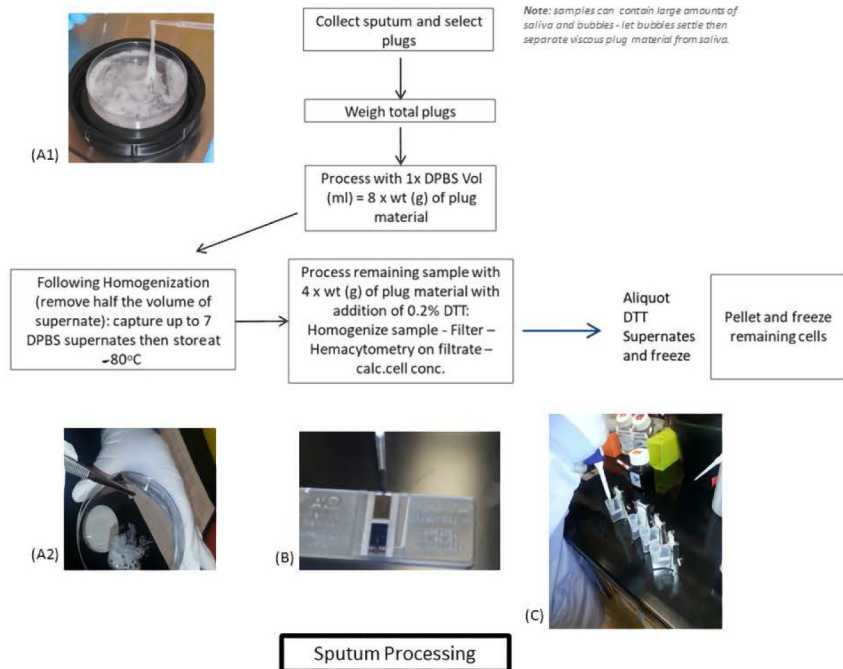 Collect sputum and select
plugs
Note: samples can contain large amounts of
saliva and bubbles - let bubbles settle then
separate viscous plug material from saliva.
Weigh total plugs
(A1)
Process with 1x DPBS Vol
(ml) = 8 x wt (g) of plug
material
Following Homogenization
(remove half the volume of
supernate): capture up to 7
DPBS supernates then storeat
-80ºC
Process remaining sample with
4 x wt (g) of plug material with
addition of 0.2% DTT:
Homogenize sample - Filter –
Hemacytometry on filtrate –
calc.cell conc.
Aliquot
DTT
Supernates
and freeze
Pellet and freeze
remaining cells
(A2)
(B)
(C)
Sputum Processing